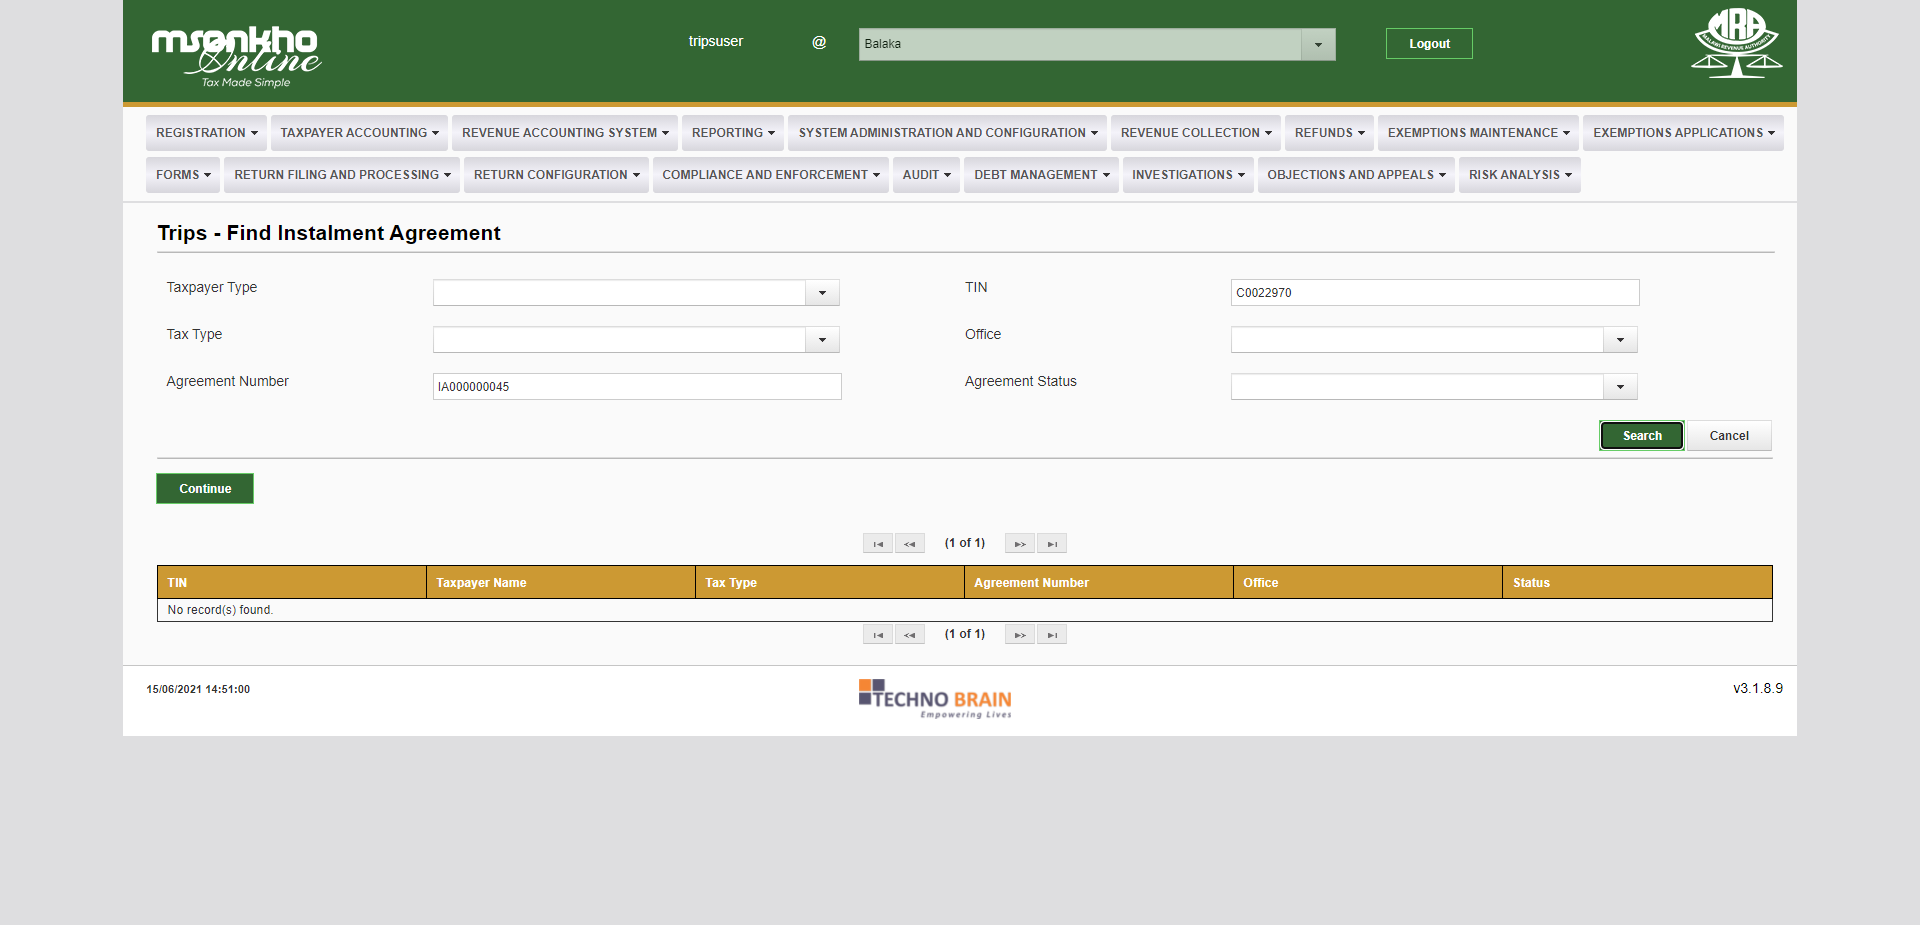 msonkho
Online
Tax Made Simple
tripsuser @ Balaka Logout
MRA
MALAWI REVENUE AUTHORITY
REGISTRATION TAXPAYER ACCOUNTING REVENUE ACCOUNTING SYSTEM REPORTING SYSTEM ADMINISTRATION AND CONFIGURATION REVENUE COLLECTION REFUNDS EXEMPTIONS MAINTENANCE EXEMPTIONS APPLICATIONS
FORMS RETURN FILING AND PROCESSING RETURN CONFIGURATION COMPLIANCE AND ENFORCEMENT AUDIT DEBT MANAGEMENT INVESTIGATIONS OBJECTIONS AND APPEALS RISK ANALYSIS
Trips - Find Instalment Agreement
Taxpayer Type TIN C0022970
Tax Type Office
Agreement Number IA000000045 Agreement Status
Search Cancel
Continue
(1 of 1)
TIN Taxpayer Name Tax Type Agreement Number Office Status
No record(s) found.
(1 of 1)
15/06/2021 14:51:00 TECHNO BRAIN v3.1.8.9
Empowering Lives